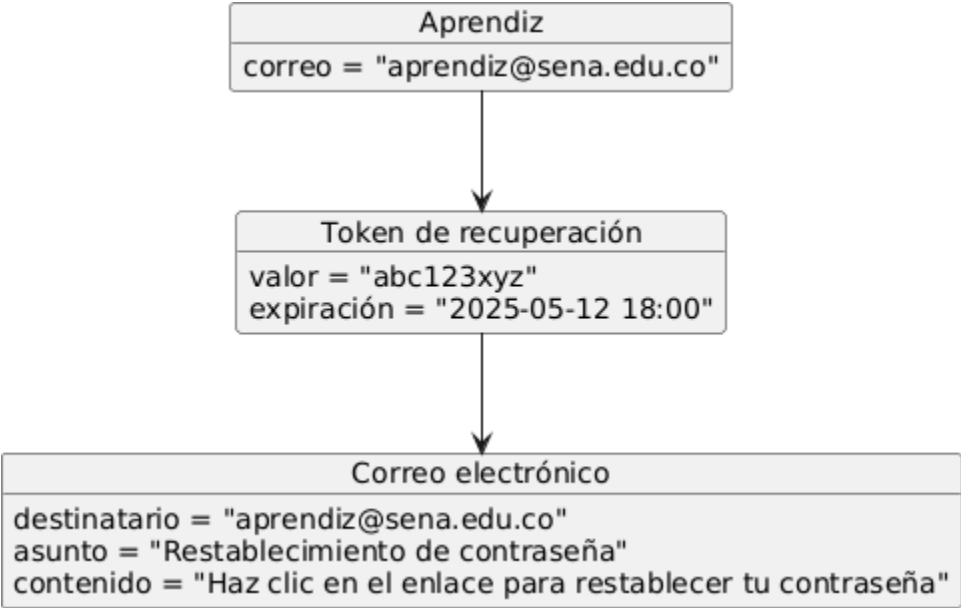 Aprendiz
correo = "aprendiz@sena.edu.co"
Token de recuperación
valor = "abc123xyz"
expiración = "2025-05-12 18:00"
Correo electrónico
destinatario = "aprendiz@sena.edu.co"
asunto = "Restablecimiento de contraseña"
contenido = "Haz clic en el enlace para restablecer tu contraseña"